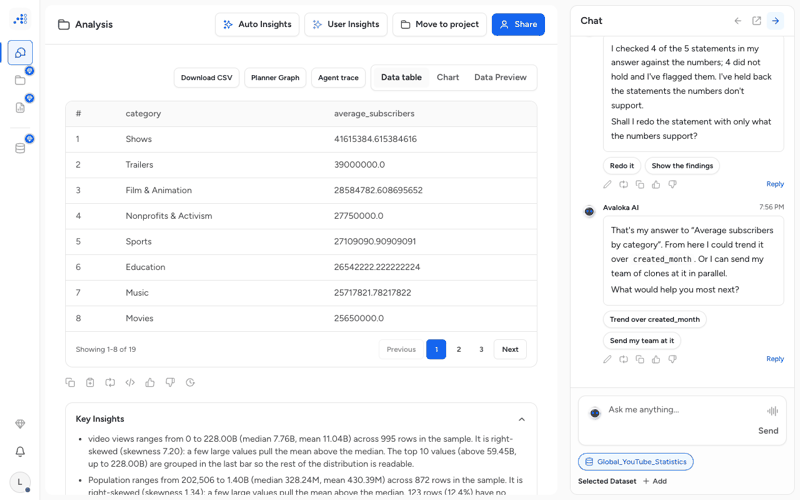 Analysis
Auto Insights
User Insights
Move to project
Share
Download CSV
Planner Graph
Agent trace
Data table
Chart
Data Preview
# category average_subscribers
1 Shows 41615384.615384616
2 Trailers 39000000.0
3 Film & Animation 28584782.608695652
4 Nonprofits & Activism 27750000.0
5 Sports 27109090.90909091
6 Education 26542222.222222224
7 Music 25717821.78217822
8 Movies 25650000.0
Showing 1-8 of 19
Previous
1
2
3
Next
Key Insights
• video views ranges from 0 to 228.00B (median 7.76B, mean 11.04B) across 995 rows in the sample. It is right-
skewed (skewness 7.20): a few large values pull the mean above the median. The top 10 values (above 59.45B,
up to 228.00B) are grouped in the last bar so the rest of the distribution is readable.
• Population ranges from 202,506 to 1.40B (median 328.24M, mean 430.39M) across 872 rows in the sample. It is
right-skewed (skewness 1.34): a few large values pull the mean above the median. 123 rows (12.4%) have no
L
Chat
I checked 4 of the 5 statements in my
answer against the numbers; 4 did not
hold and I've flagged them. I've held back
the statements the numbers don't
support.
Shall I redo the statement with only what
the numbers support?
Redo it
Show the findings
Reply
Avaloka AI
7:56 PM
That's my answer to "Average subscribers
by category". From here I could trend it
over created_month. Or I can send my
team of clones at it in parallel.
What would help you most next?
Trend over created_month
Send my team at it
Reply
Ask me anything...
Send
Global_YouTube_Statistics
Selected Dataset
+ Add